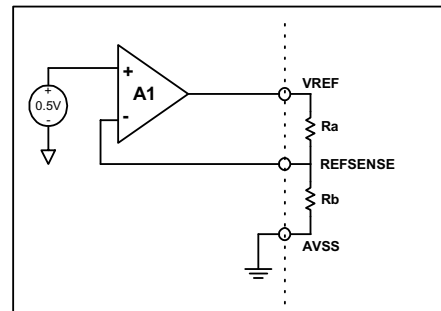 VREF
+
A1
+
0.5V
-
Ra
-
REFSENSE
Rb
AVSS